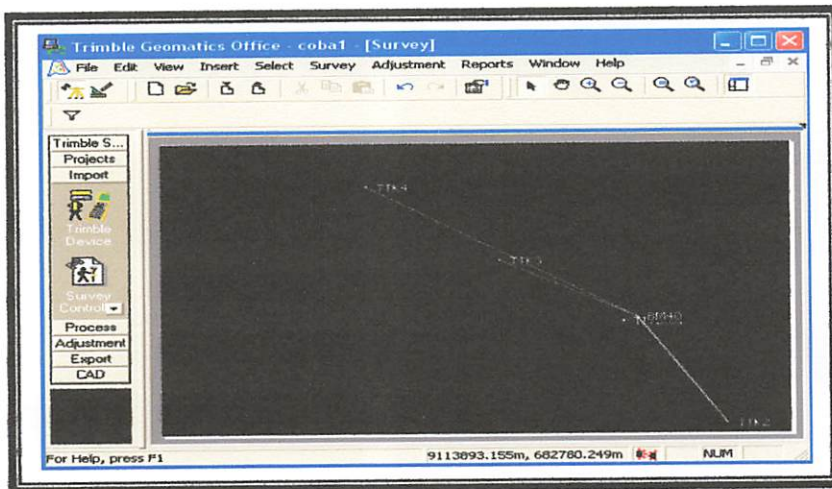 Trimble Geomatics Office - coba1 - [Survey]
File Edit View Insert Select Survey Adjustment Reports Window Help
Trimble S...
Projects
Import
Trimble
Device
Survey
Control
Process
Adjustment
Export
CAD
TTK4
TTK3
BM40
TTK2
For Help, press F1
9113893.155m, 682780.249m
NUM